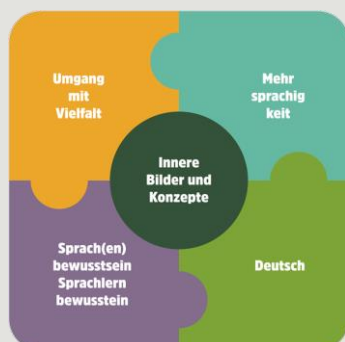 Umgang
mit
Vielfalt
Mehr
sprachig
keit
Innere
Bilder und
Konzepte
Sprach(en)
bewusstsein
Sprachlern
bewusstein
Deutsch